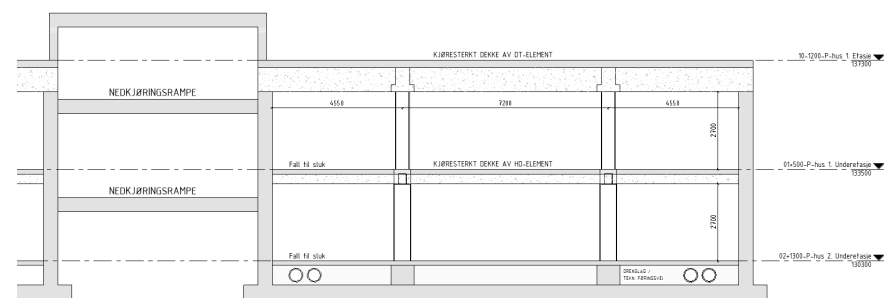 KJØRESTERKT DEKKE AV DT-ELEMENT
10-1200-P-hus 1. Etasje
137300
NEDKJØRINGSRAMPE
4550
7200
4550
2700
Fall til sluk
KJØRESTERKT DEKKE AV HD-ELEMENT
01+500-P-hus 1. Underetasje
133500
NEDKJØRINGSRAMPE
2700
Fall til sluk
02+1300-P-hus 2. Underetasje
130300
DRENSLAG /
TEKN. FØRINGSVEI